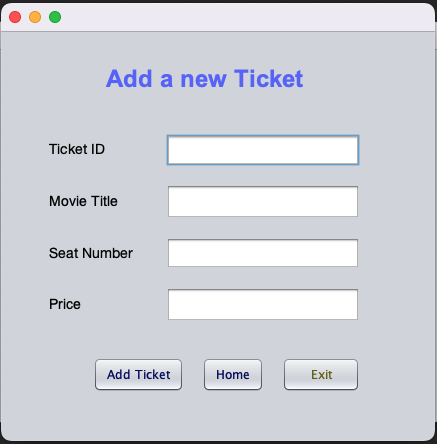 Add a new Ticket
Ticket ID
Movie Title
Seat Number
Price
Add Ticket Home Exit